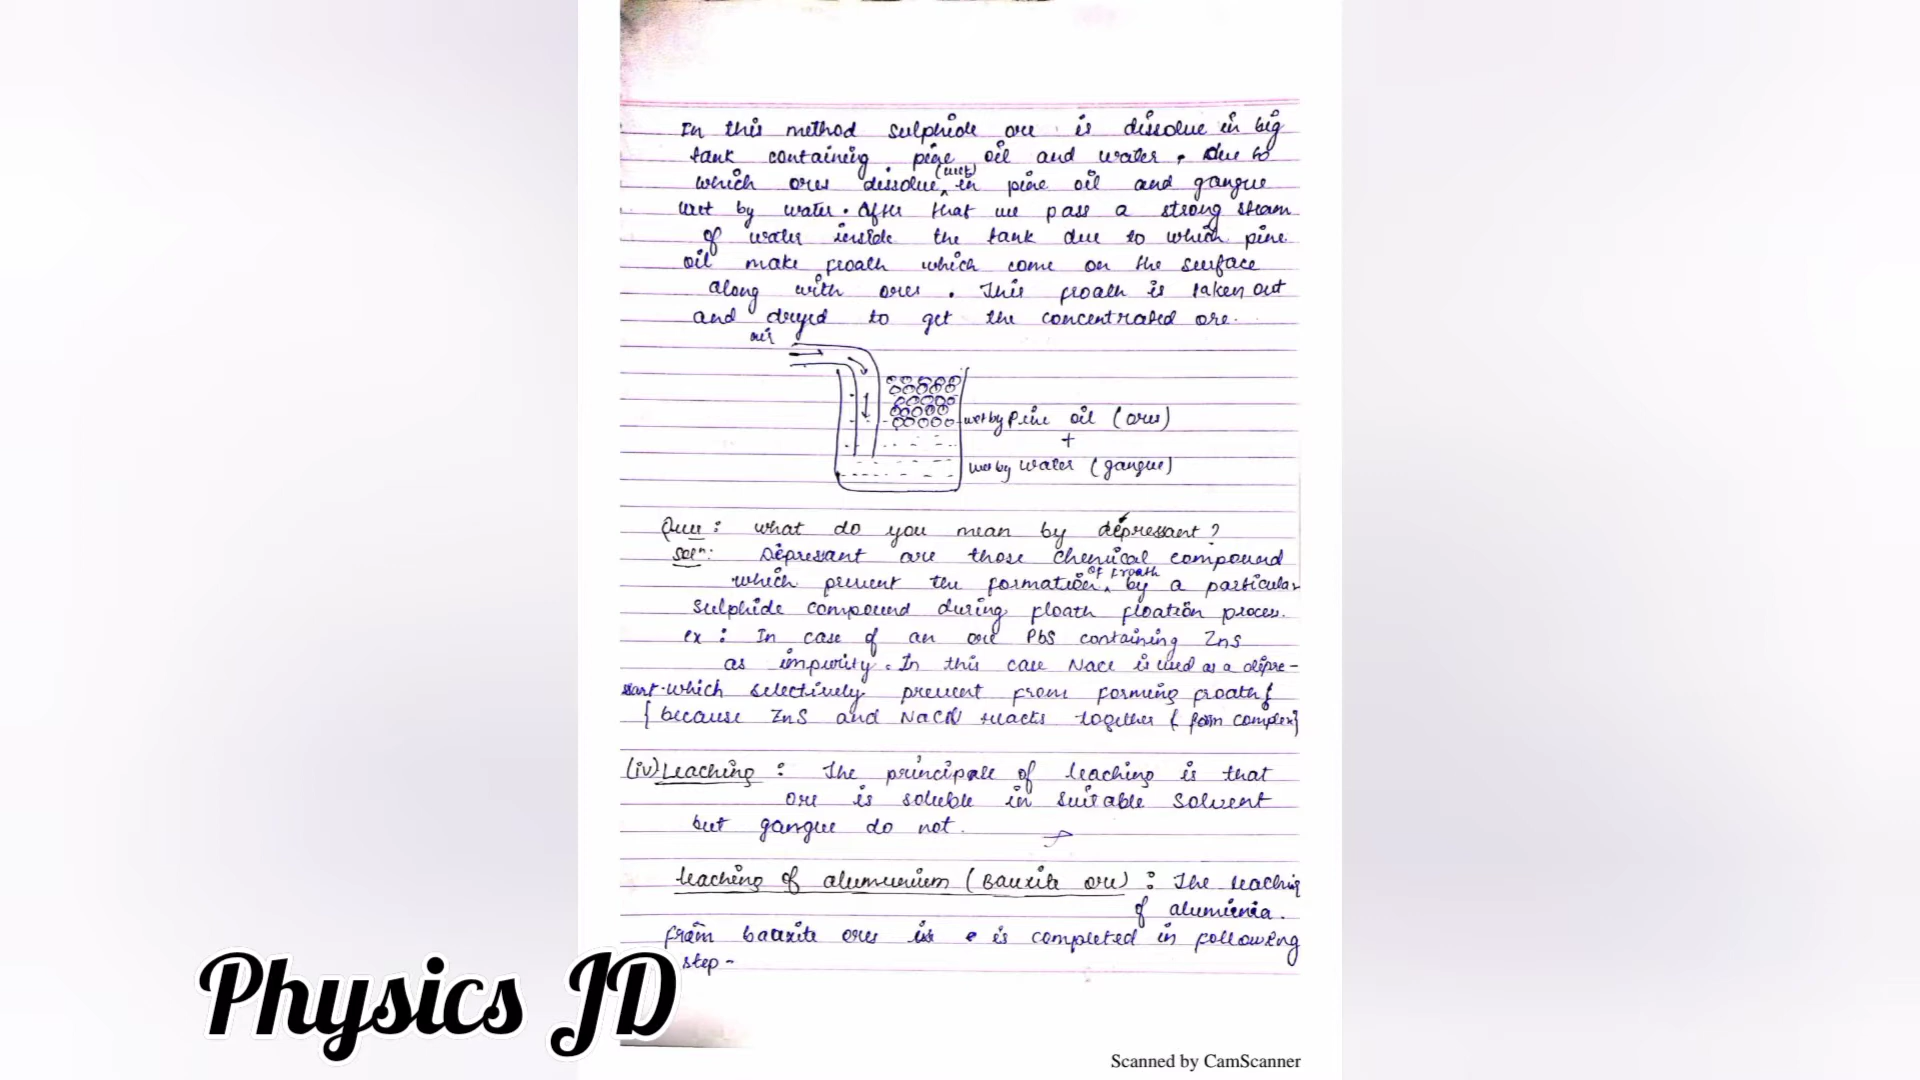 In this method sulphide ore is dissolve in big
tank containing pine oil and water. due to
which ores dissolve (wet) in pine oil and gangue
wet by water. After that we pass a strong steam
of water inside the tank due to which pine
oil make froath which come on the surface
along with ores. This froath is taken out
and dryed to get the concentrated ore.
air
wet by Pine oil (ores)
+
wet by water (gangue)
Ques: what do you mean by depressant?
Soln: Depressant are those chemical compound
which prevent the formation of froath by a particular
sulphide compound during floath floation process.
ex: In case of an ore PbS containing ZnS
as impurity. In this case NaCN is used as a depre-
ssant which selectively prevent from forming froath
{because ZnS and NaCN reacts together & form complex}
(iv) Leaching : The principale of leaching is that
ore is soluble in suitable solvent
but gangue do not.
leaching of alumunium (Bauxite ore) : The leaching
of alumienia.
from bauxite ores is completed in following
step-
Physics JD
Scanned by CamScanner